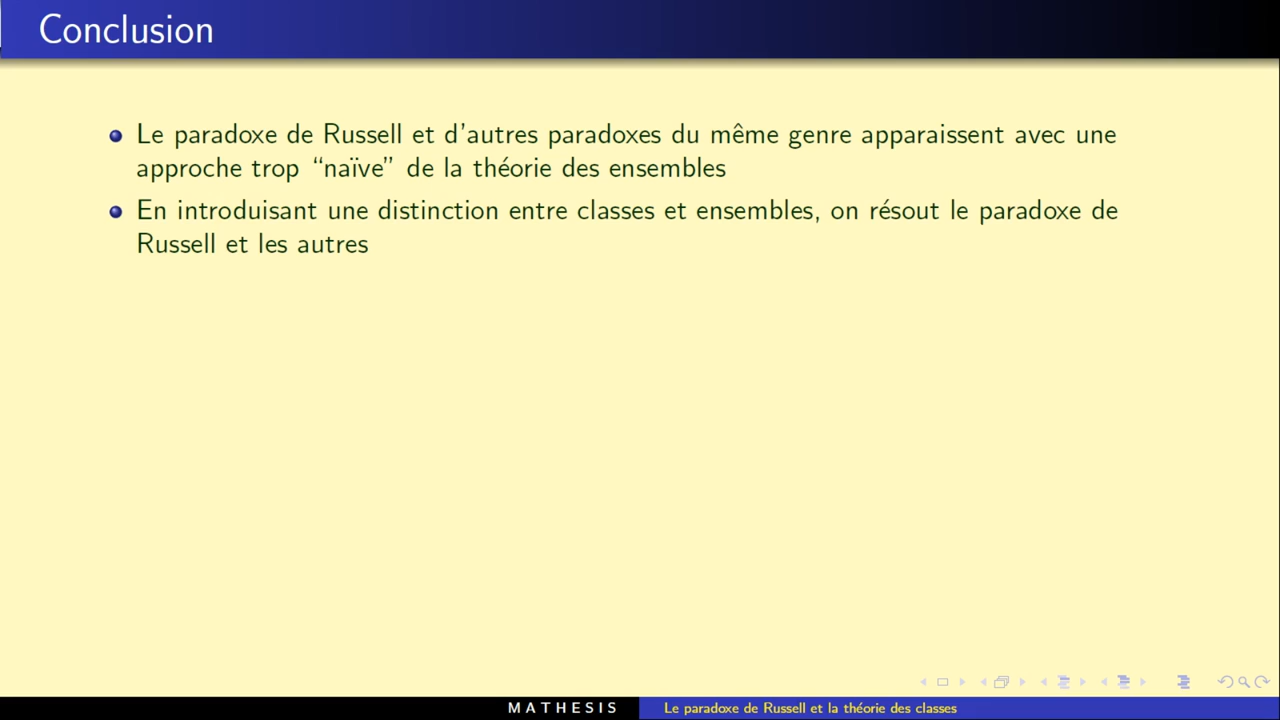 Conclusion
Le paradoxe de Russell et d'autres paradoxes du même genre apparaissent avec une
approche trop “naïve” de la théorie des ensembles
En introduisant une distinction entre classes et ensembles, on résout le paradoxe de
Russell et les autres
MATHESIS
Le paradoxe de Russell et la théorie des classes